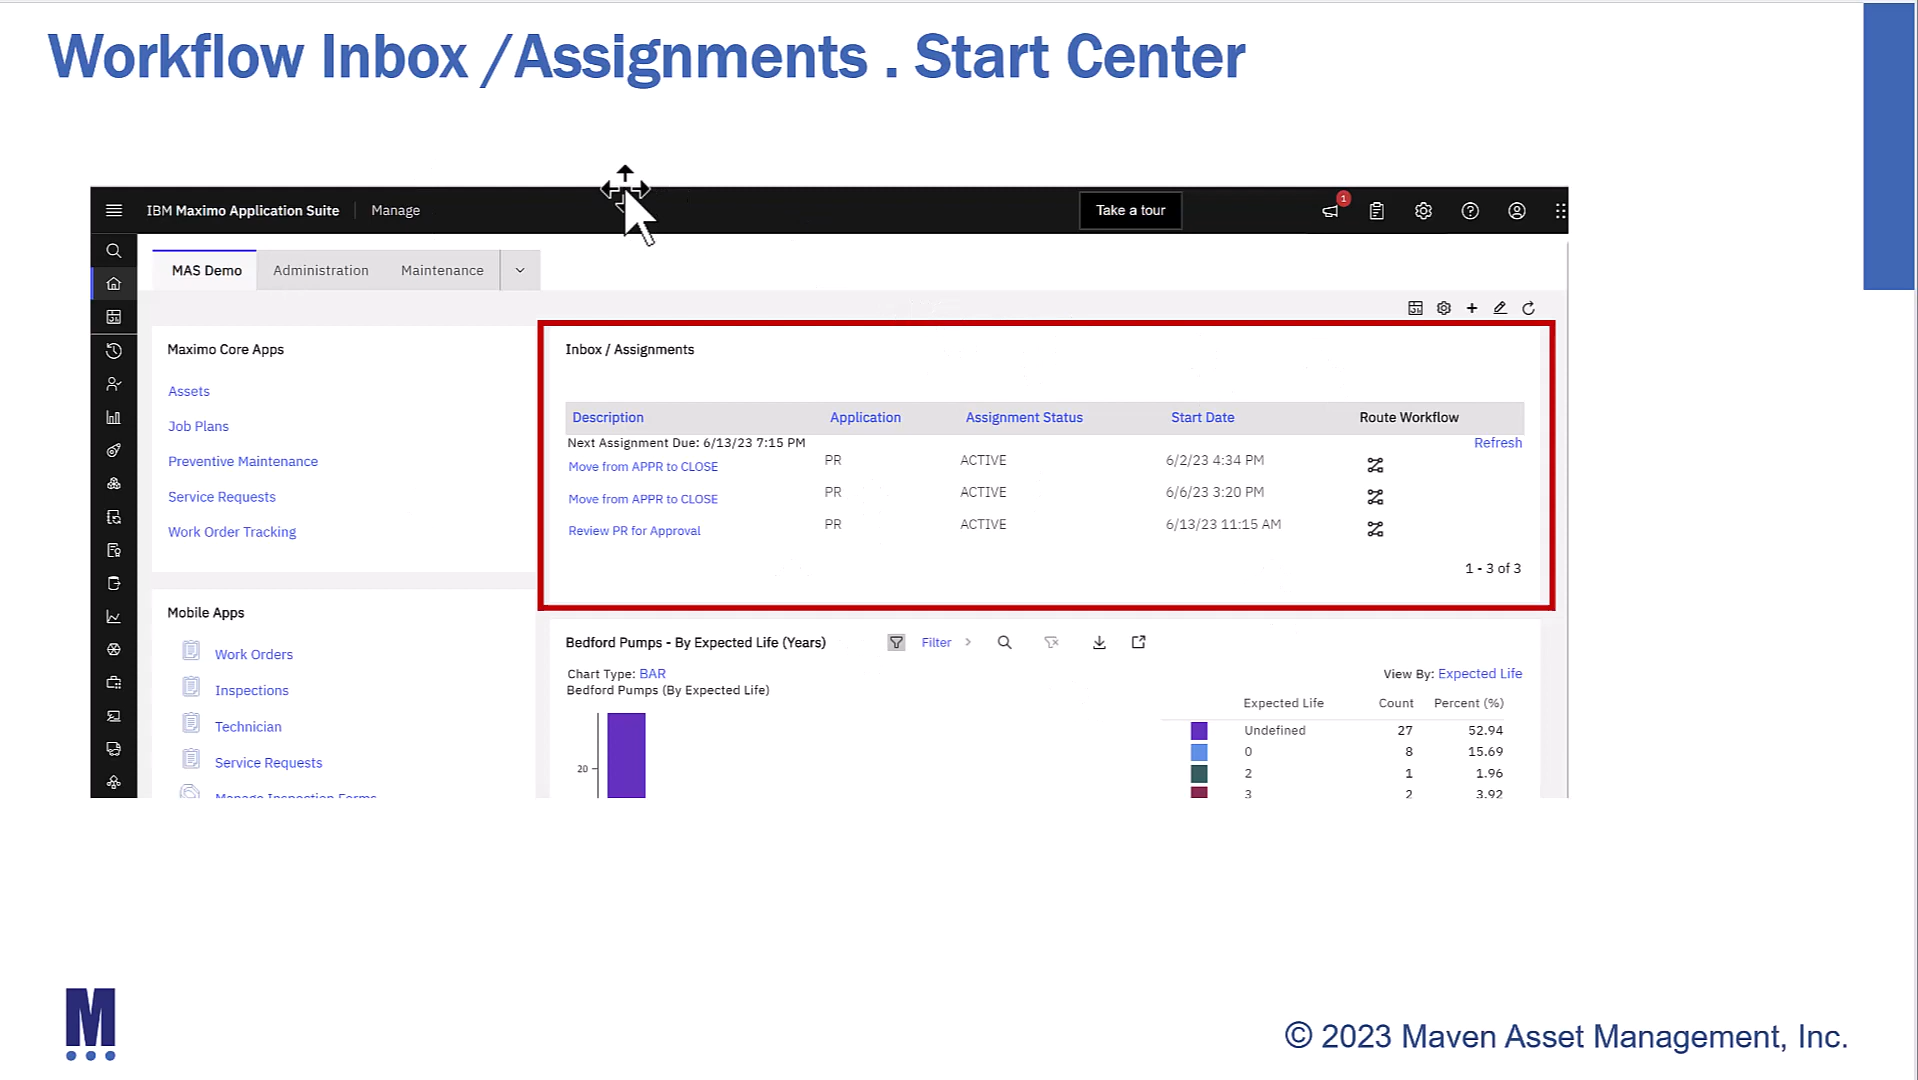 Workflow Inbox /Assignments . Start Center
IBM Maximo Application Suite
Manage
Take a tour
1
MAS Demo
Administration
Maintenance
Maximo Core Apps
Assets
Job Plans
Preventive Maintenance
Service Requests
Work Order Tracking
Mobile Apps
Work Orders
Inspections
Technician
Service Requests
Manage Inspection Forms
Inbox / Assignments
Description Application Assignment Status Start Date Route Workflow
Next Assignment Due: 6/13/23 7:15 PM Refresh
Move from APPR to CLOSE PR ACTIVE 6/2/23 4:34 PM
Move from APPR to CLOSE PR ACTIVE 6/6/23 3:20 PM
Review PR for Approval PR ACTIVE 6/13/23 11:15 AM
1 - 3 of 3
Bedford Pumps - By Expected Life (Years)
Filter
Chart Type: BAR
View By: Expected Life
Bedford Pumps (By Expected Life)
20
Expected Life Count Percent (%)
Undefined 27 52.94
0 8 15.69
2 1 1.96
3 2 3.92
M
© 2023 Maven Asset Management, Inc.